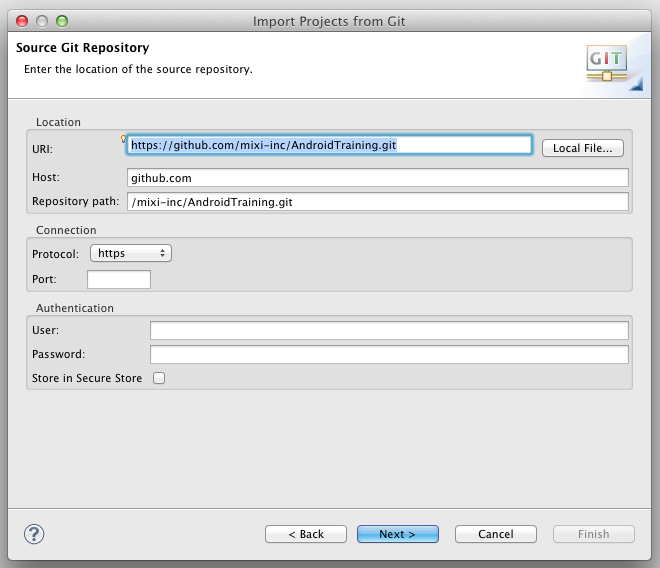 Import Projects from Git
Source Git Repository
Enter the location of the source repository.
GIT
Location
URI: https://github.com/mixi-inc/AndroidTraining.git Local File...
Host: github.com
Repository path: /mixi-inc/AndroidTraining.git
Connection
Protocol: https
Port:
Authentication
User:
Password:
Store in Secure Store
? < Back Next > Cancel Finish